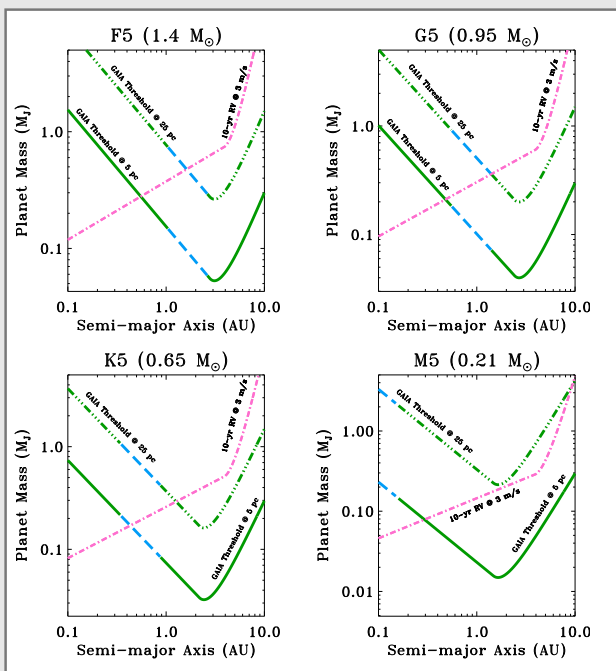 F5 (1.4 M⊙)
Planet Mass (MJ)
1.0
0.1
GAIA Threshold @ 25 pc
GAIA Threshold @ 5 pc
10-yr RV @ 3 m/s
0.1 1.0 10.0
Semi-major Axis (AU)
G5 (0.95 M⊙)
Planet Mass (MJ)
1.0
0.1
GAIA Threshold @ 25 pc
GAIA Threshold @ 5 pc
10-yr RV @ 3 m/s
0.1 1.0 10.0
Semi-major Axis (AU)
K5 (0.65 M⊙)
Planet Mass (MJ)
1.0
0.1
GAIA Threshold @ 25 pc
10-yr RV @ 3 m/s
GAIA Threshold @ 5 pc
0.1 1.0 10.0
Semi-major Axis (AU)
M5 (0.21 M⊙)
Planet Mass (MJ)
1.00
0.10
0.01
GAIA Threshold @ 25 pc
10-yr RV @ 3 m/s
GAIA Threshold @ 5 pc
0.1 1.0 10.0
Semi-major Axis (AU)